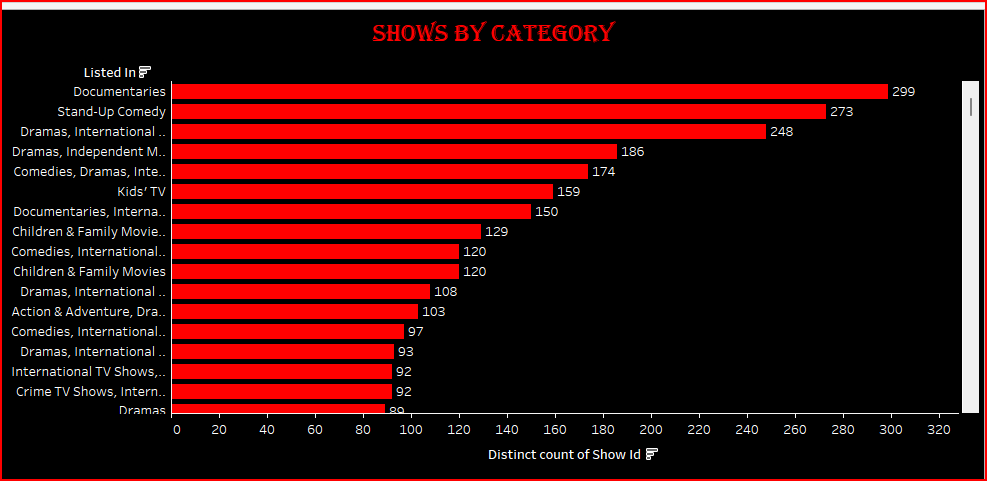 SHOWS BY CATEGORY
Listed In
Documentaries 299
Stand-Up Comedy 273
Dramas, International .. 248
Dramas, Independent M.. 186
Comedies, Dramas, Inte.. 174
Kids' TV 159
Documentaries, Interna.. 150
Children & Family Movie.. 129
Comedies, International.. 120
Children & Family Movies 120
Dramas, International .. 108
Action & Adventure, Dra.. 103
Comedies, International.. 97
Dramas, International .. 93
International TV Shows,.. 92
Crime TV Shows, Intern.. 92
Dramas 89
0 20 40 60 80 100 120 140 160 180 200 220 240 260 280 300 320
Distinct count of Show Id